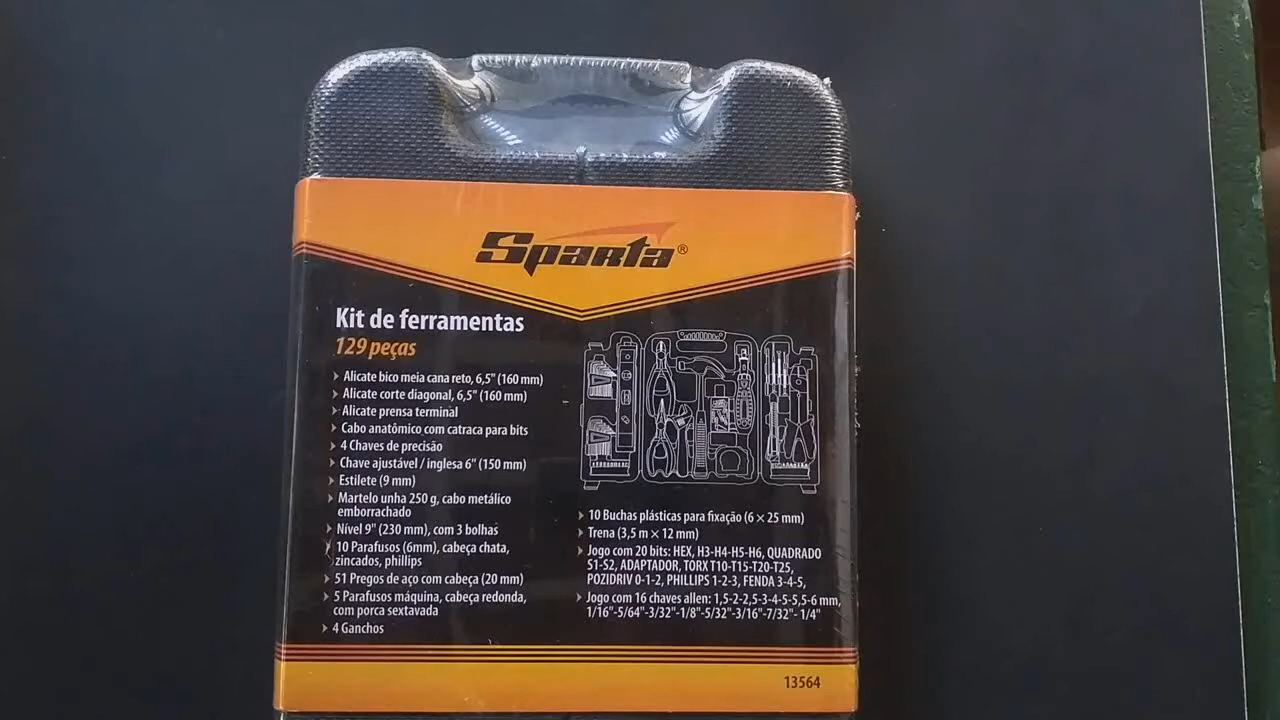 Sparta®
Kit de ferramentas
129 peças
Alicate bico meia cana reto, 6,5" (160 mm)
Alicate corte diagonal, 6,5" (160 mm)
Alicate prensa terminal
Cabo anatômico com catraca para bits
4 Chaves de precisão
Chave ajustável / inglesa 6" (150 mm)
Estilete (9 mm)
Martelo unha 250 g, cabo metálico
emborrachado
Nível 9" (230 mm), com 3 bolhas
10 Parafusos (6mm), cabeça chata,
zincados, phillips
51 Pregos de aço com cabeça (20 mm)
5 Parafusos máquina, cabeça redonda,
com porca sextavada
4 Ganchos
10 Buchas plásticas para fixação (6 × 25 mm)
Trena (3,5 m × 12 mm)
Jogo com 20 bits: HEX, H3-H4-H5-H6, QUADRADO
S1-S2, ADAPTADOR, TORX T10-T15-T20-T25,
POZIDRIV 0-1-2, PHILLIPS 1-2-3, FENDA 3-4-5,
Jogo com 16 chaves allen: 1,5-2-2,5-3-4-5-5,5-6 mm,
1/16"-5/64"-3/32"-1/8"-5/32"-3/16"-7/32"- 1/4"
13564